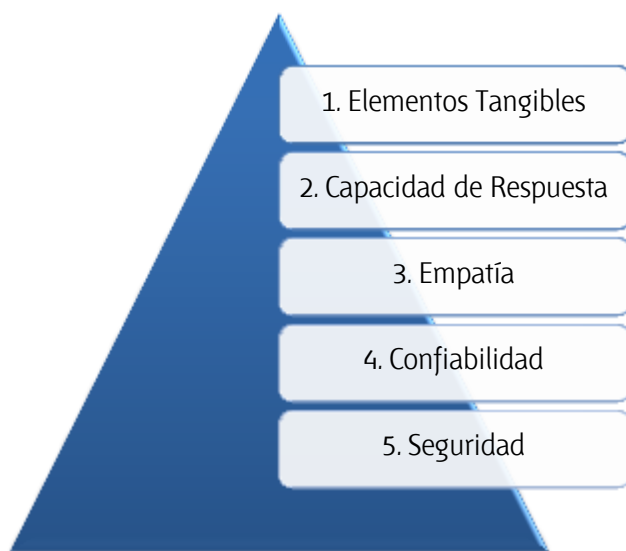 1. Elementos Tangibles
2. Capacidad de Respuesta
3. Empatía
4. Confiabilidad
5. Seguridad